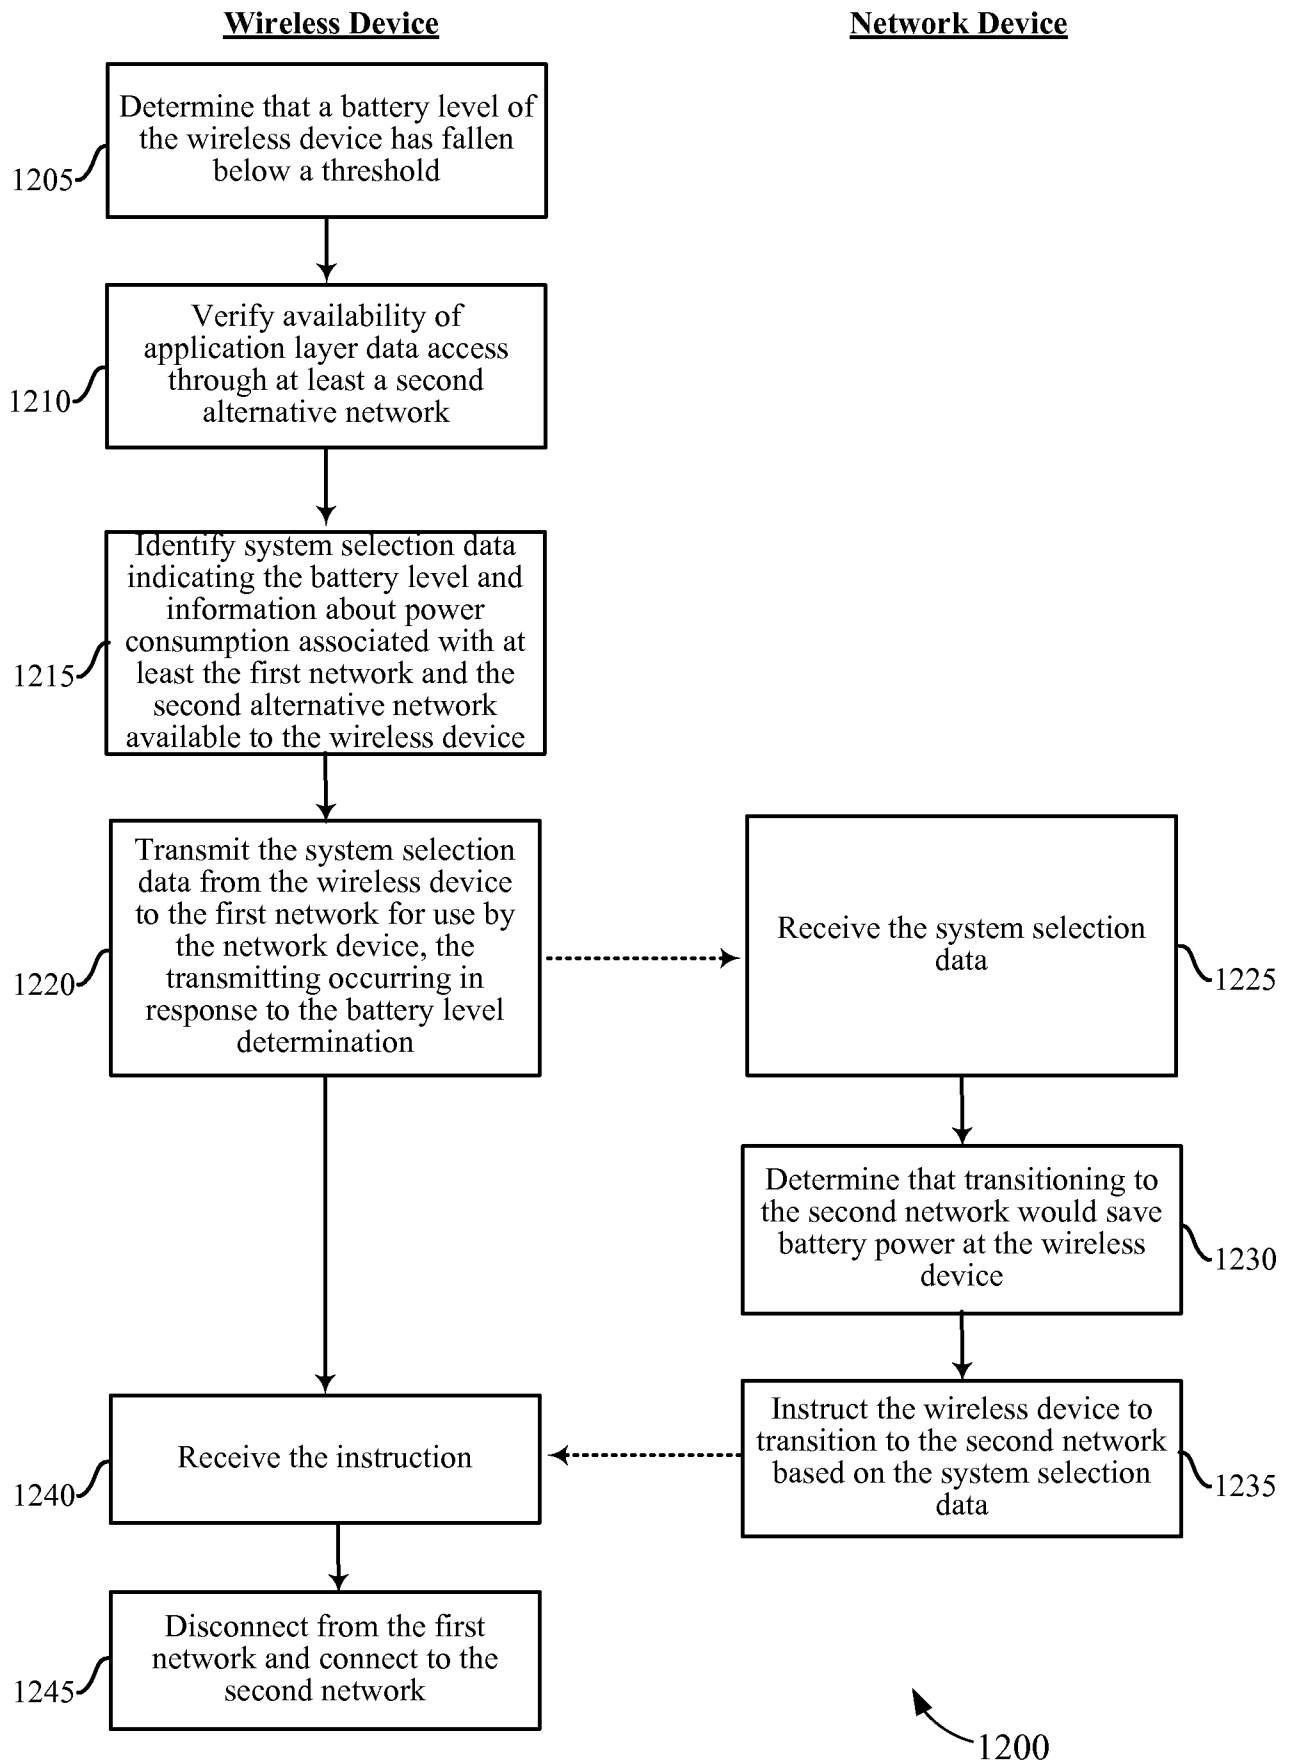 Wireless Device
Network Device
Determine that a battery level of
the wireless device has fallen
below a threshold
1205
Verify availability of
application layer data access
through at least a second
alternative network
1210
Identify system selection data
indicating the battery level and
information about power
consumption associated with at
least the first network and the
second alternative network
available to the wireless device
1215
Transmit the system selection
data from the wireless device
to the first network for use by
the network device, the
transmitting occurring in
response to the battery level
determination
1220
Receive the system selection
data
1225
Determine that transitioning to
the second network would save
battery power at the wireless
device
1230
Instruct the wireless device to
transition to the second network
based on the system selection
data
1235
Receive the instruction
1240
Disconnect from the first
network and connect to the
second network
1245
1200